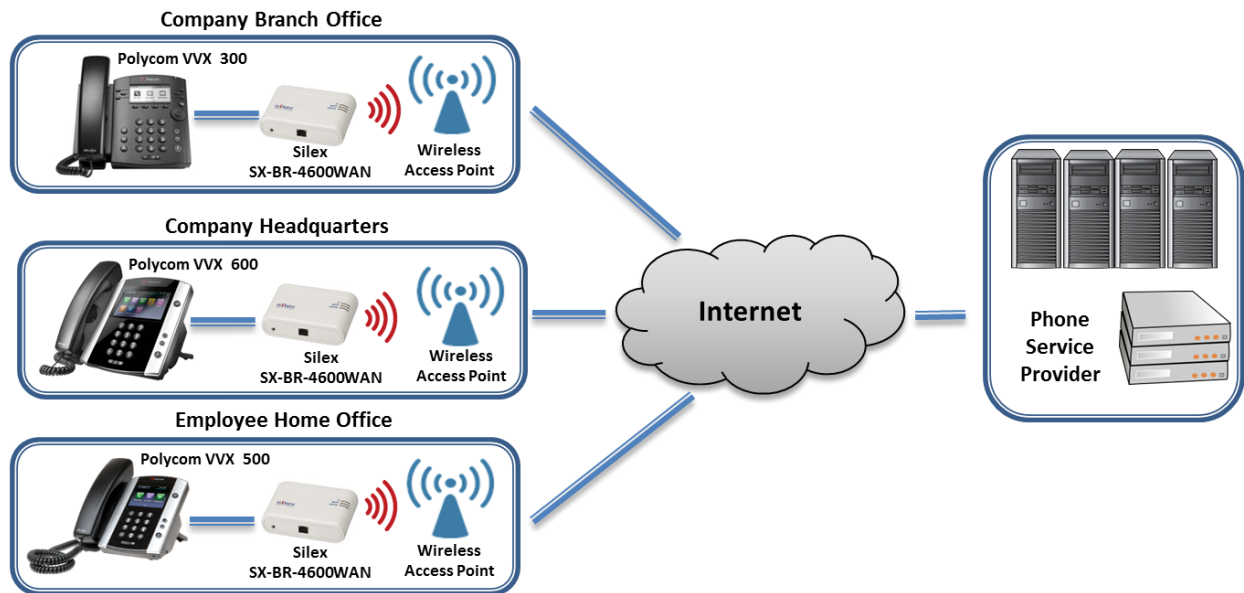 Company Branch Office
Polycom VVX 300
Silex
SX-BR-4600WAN
Wireless
Access Point
Company Headquarters
Polycom VVX 600
Silex
SX-BR-4600WAN
Wireless
Access Point
Employee Home Office
Polycom VVX 500
Silex
SX-BR-4600WAN
Wireless
Access Point
Internet
Phone
Service
Provider